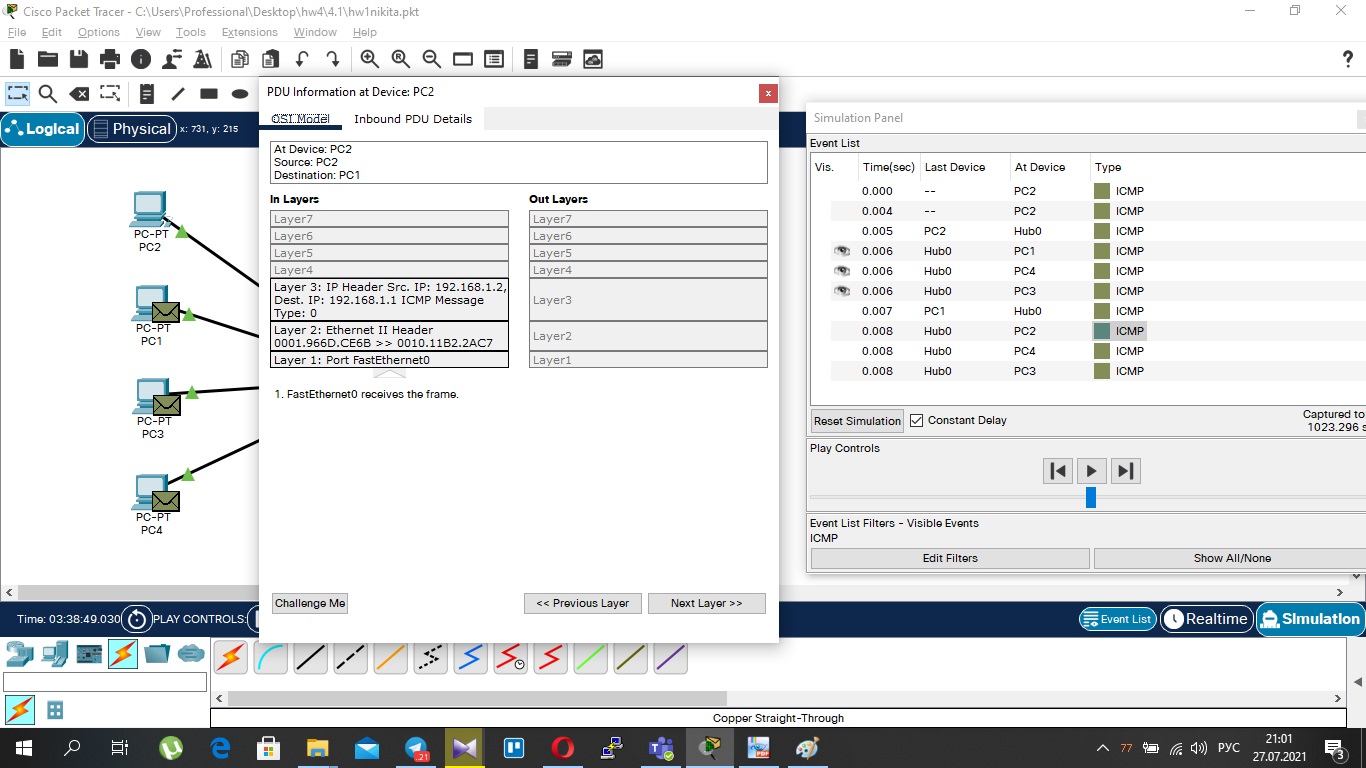 Cisco Packet Tracer - C:\Users\Professional\Desktop\hw4\4.1\hw1nikita.pkt
File Edit Options View Tools Extensions Window Help
Logical Physical x: 731, y: 215
PC-PT
PC2
PC-PT
PC1
PC-PT
PC3
PC-PT
PC4
PDU Information at Device: PC2
x
OSI Model Inbound PDU Details
At Device: PC2
Source: PC2
Destination: PC1
In Layers Out Layers
Layer7 Layer7
Layer6 Layer6
Layer5 Layer5
Layer4 Layer4
Layer 3: IP Header Src. IP: 192.168.1.2,
Dest. IP: 192.168.1.1 ICMP Message
Type: 0
Layer3
Layer 2: Ethernet II Header
0001.966D.CE6B >> 0010.11B2.2AC7
Layer2
Layer 1: Port FastEthernet0 Layer1
1. FastEthernet0 receives the frame.
Challenge Me << Previous Layer Next Layer >>
Simulation Panel
Event List
Vis. Time(sec) Last Device At Device Type
0.000 -- PC2 ICMP
0.004 -- PC2 ICMP
0.005 PC2 Hub0 ICMP
0.006 Hub0 PC1 ICMP
0.006 Hub0 PC4 ICMP
0.006 Hub0 PC3 ICMP
0.007 PC1 Hub0 ICMP
0.008 Hub0 PC2 ICMP
0.008 Hub0 PC4 ICMP
0.008 Hub0 PC3 ICMP
Reset Simulation Constant Delay
Captured to:
1023.296 s
Play Controls
Event List Filters - Visible Events
ICMP
Edit Filters Show All/None
Time: 03:38:49.030 PLAY CONTROLS: Event List Realtime Simulation
Copper Straight-Through
21
77 РУС 21:01
27.07.2021
3